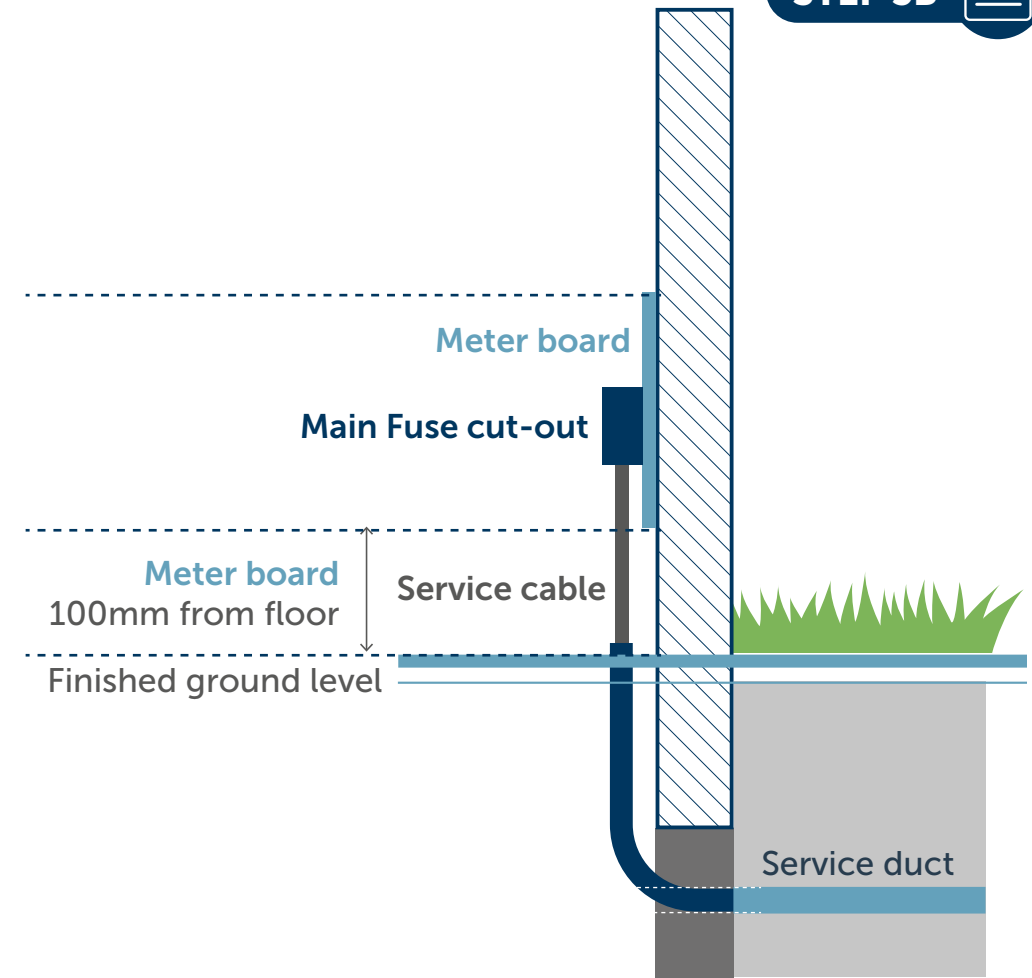 Meter board
Main Fuse cut-out
Meter board
100mm from floor
Service cable
Finished ground level
Service duct